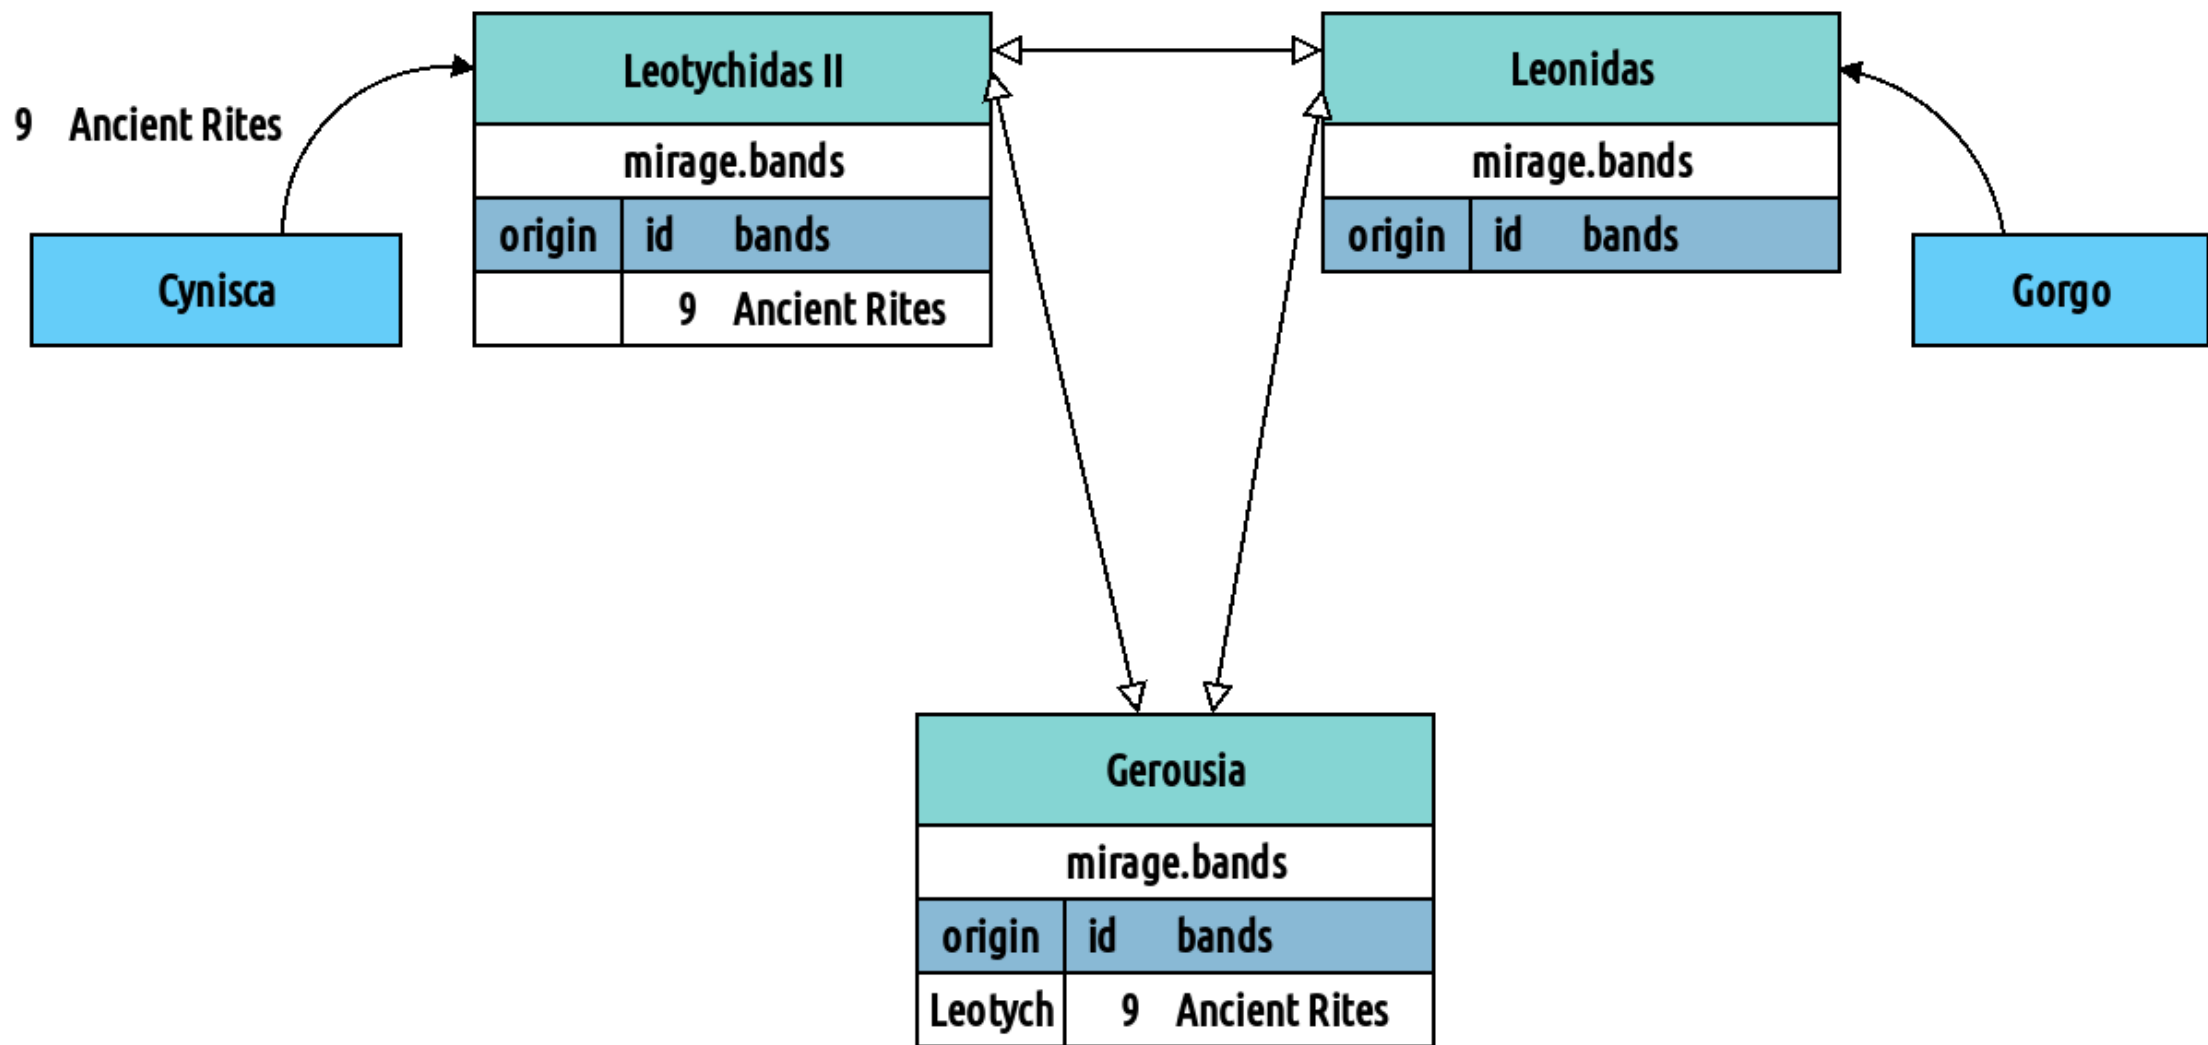 Leotychidas II
Leonidas
9 Ancient Rites
mirage.bands
mirage.bands
origin id bands
origin id bands
Cynisca
9 Ancient Rites
Gorgo
Gerousia
mirage.bands
origin id bands
Leotych 9 Ancient Rites